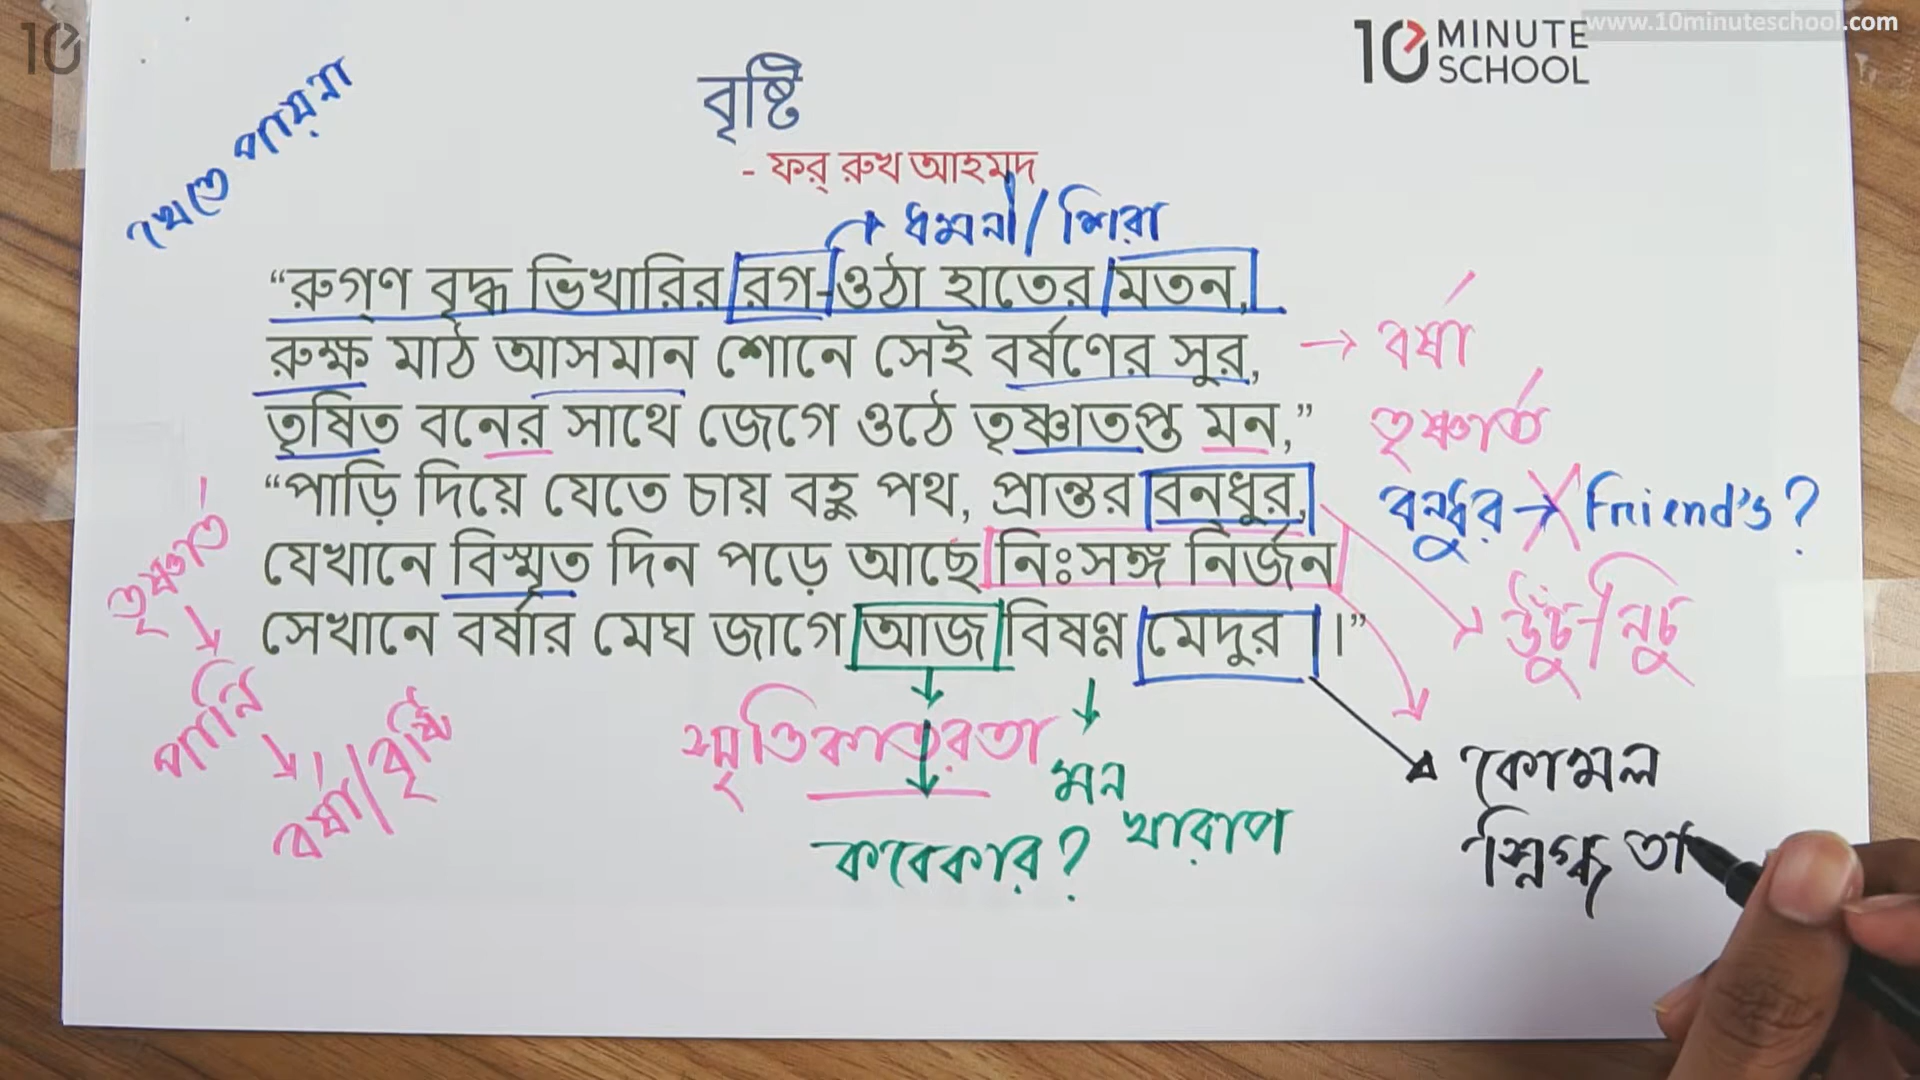 10
10 MINUTE SCHOOL
www.10minuteschool.com
খেতে পায়না
বৃষ্টি
- ফর্ রুখ আহমদ
ধমনী / শিরা
“রুগ্‌ণ বৃদ্ধ ভিখারির রগ-ওঠা হাতের মতন,
রুক্ষ মাঠ আসমান শোনে সেই বর্ষণের সুর,
→ বর্ষা
তৃষিত বনের সাথে জেগে ওঠে তৃষ্ণাতপ্ত মন,”
তৃষ্ণার্ত
“পাড়ি দিয়ে যেতে চায় বহু পথ, প্রান্তর বন্ধুর,
বন্ধুর → Friend's?
যেখানে বিস্মৃত দিন পড়ে আছে নিঃসঙ্গ নির্জন
উঁচু-নিচু
সেখানে বর্ষার মেঘ জাগে আজ বিষণ্ন মেদুর ।।”
তৃষ্ণার্ত
পানি
বর্ষা/বৃষ্টি
স্মৃতিকাতরতা
কবেকার?
মন
খারাপ
কোমল
স্নিগ্ধ তা